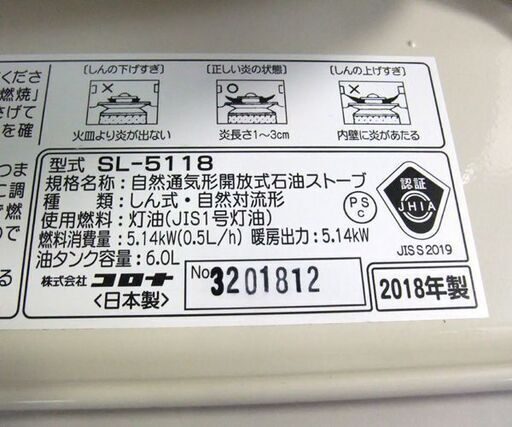 くださ
燃焼」
さげて
を確
つま
に調
で燃
ので
る
[しんの下げすぎ]
火皿より炎が出ない
[正しい炎の状態]
炎長さ1~3cm
[しんの上げすぎ]
内壁に炎があたる
型式 SL-5118
規格名称:自然通気形開放式石油ストーブ
種 類:しん式・自然対流形
使用燃料:灯油(JIS1号灯油)
燃料消費量:5.14kW(0.5L/h) 暖房出力:5.14kW
油タンク容量:6.0L
株式会社 コロナ
<日本製>
No 3201812
PS
C
認証
JHIA
JIS S 2019
2018年製